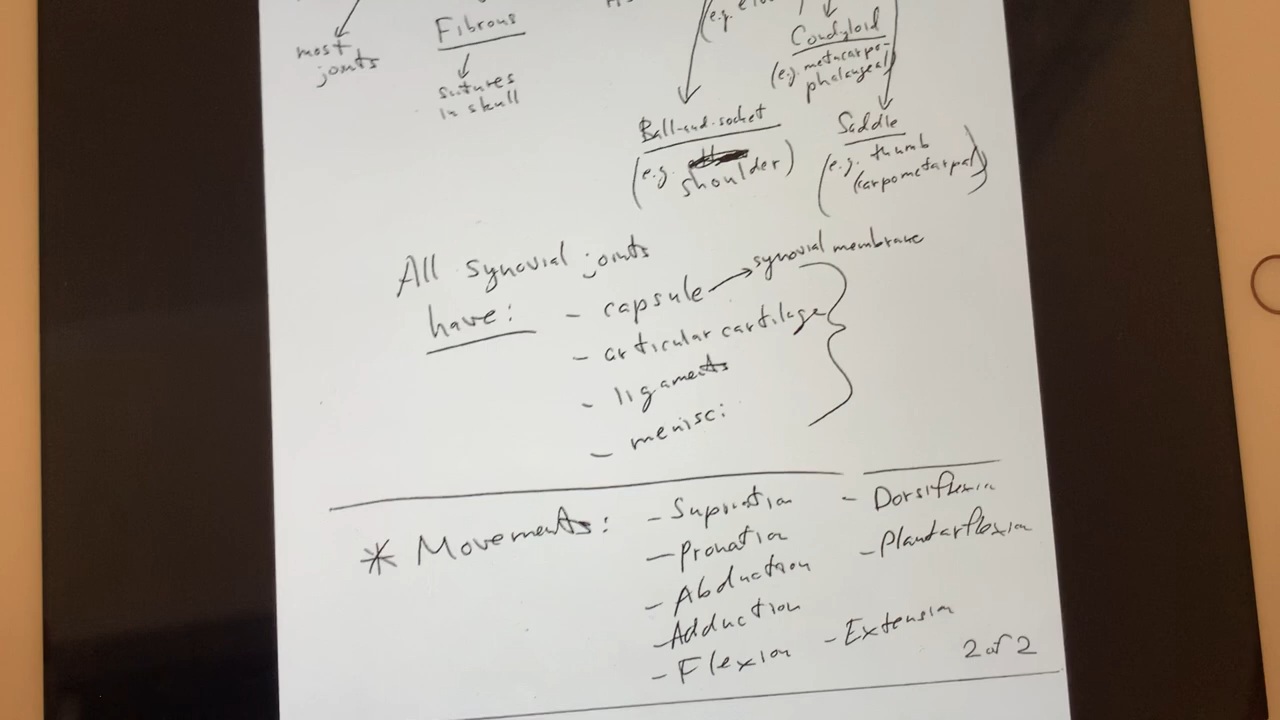 most
joints
Fibrous
sutures
in skull
(e.g.
Condyloid
(e.g. metacarpo-
phalangeal)
Ball-and-socket
(e.g. shoulder)
Saddle
(e.g. thumb
(carpometarpal)
All synovial joints
have:
- capsule → synovial membrane
- articular cartilage
- ligaments
- menisci
* Movements:
- Supination
- Pronation
- Abduction
- Adduction
- Flexion
- Dorsiflexion
- Plantarflexion
- Extension
2 of 2